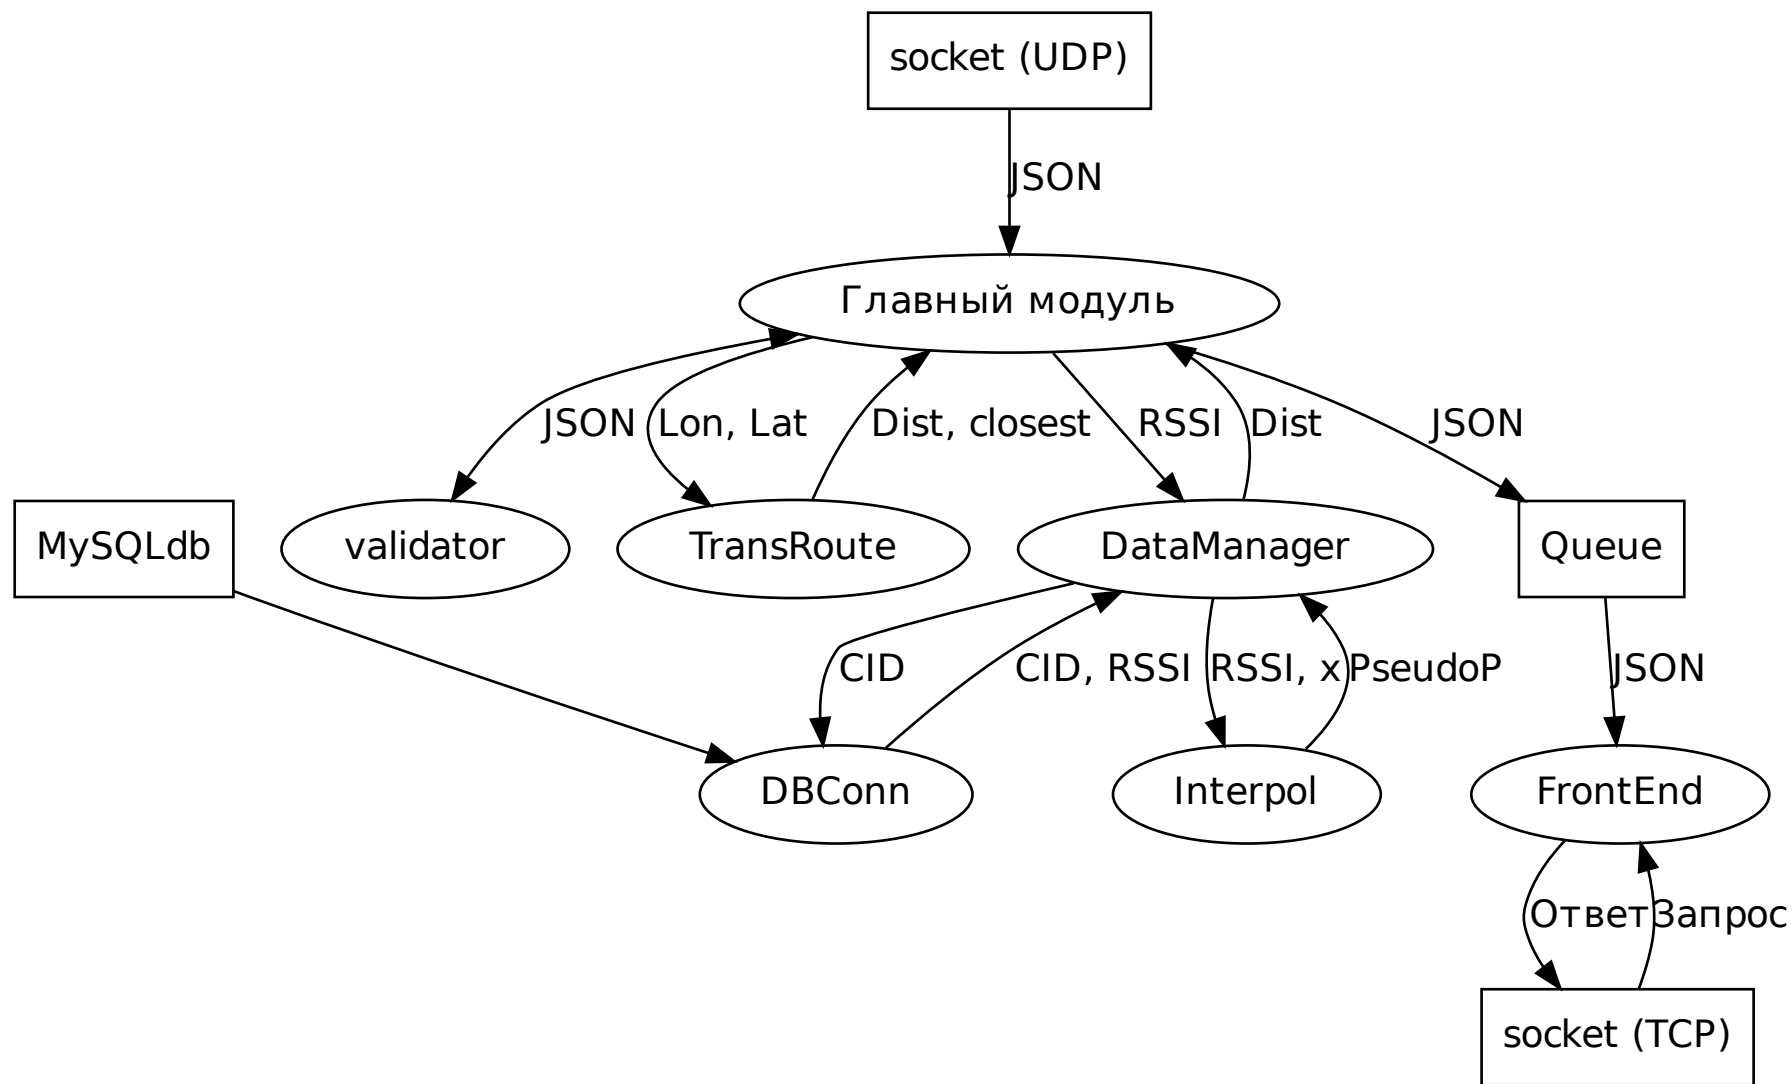 socket (UDP)
JSON
Главный модуль
JSON
Lon, Lat
Dist, closest
RSSI
Dist
JSON
MySQLdb
validator
TransRoute
DataManager
Queue
CID
CID, RSSI
RSSI, x
PseudoP
JSON
DBConn
Interpol
FrontEnd
Ответ
Запрос
socket (TCP)